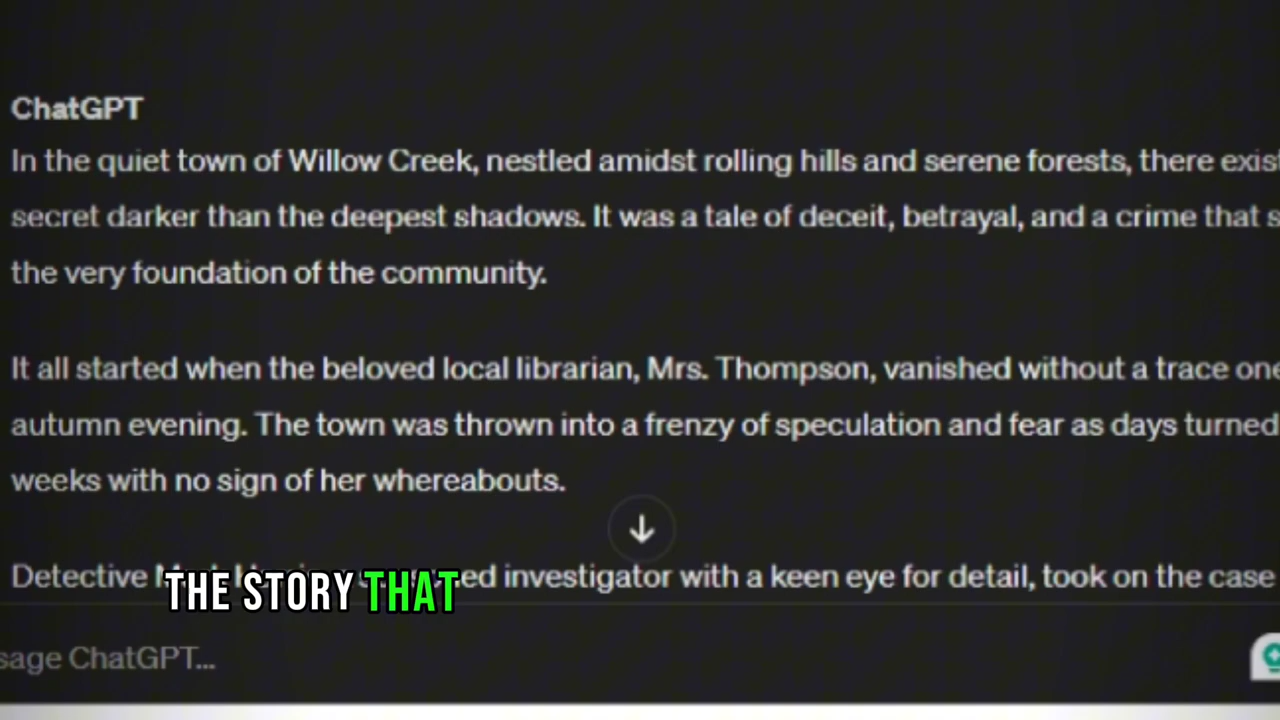 ChatGPT
In the quiet town of Willow Creek, nestled amidst rolling hills and serene forests, there exis
secret darker than the deepest shadows. It was a tale of deceit, betrayal, and a crime that s
the very foundation of the community.
It all started when the beloved local librarian, Mrs. Thompson, vanished without a trace one
autumn evening. The town was thrown into a frenzy of speculation and fear as days turned
weeks with no sign of her whereabouts.
Detective ed investigator with a keen eye for detail, took on the case
THE STORY THAT
sage ChatGPT...